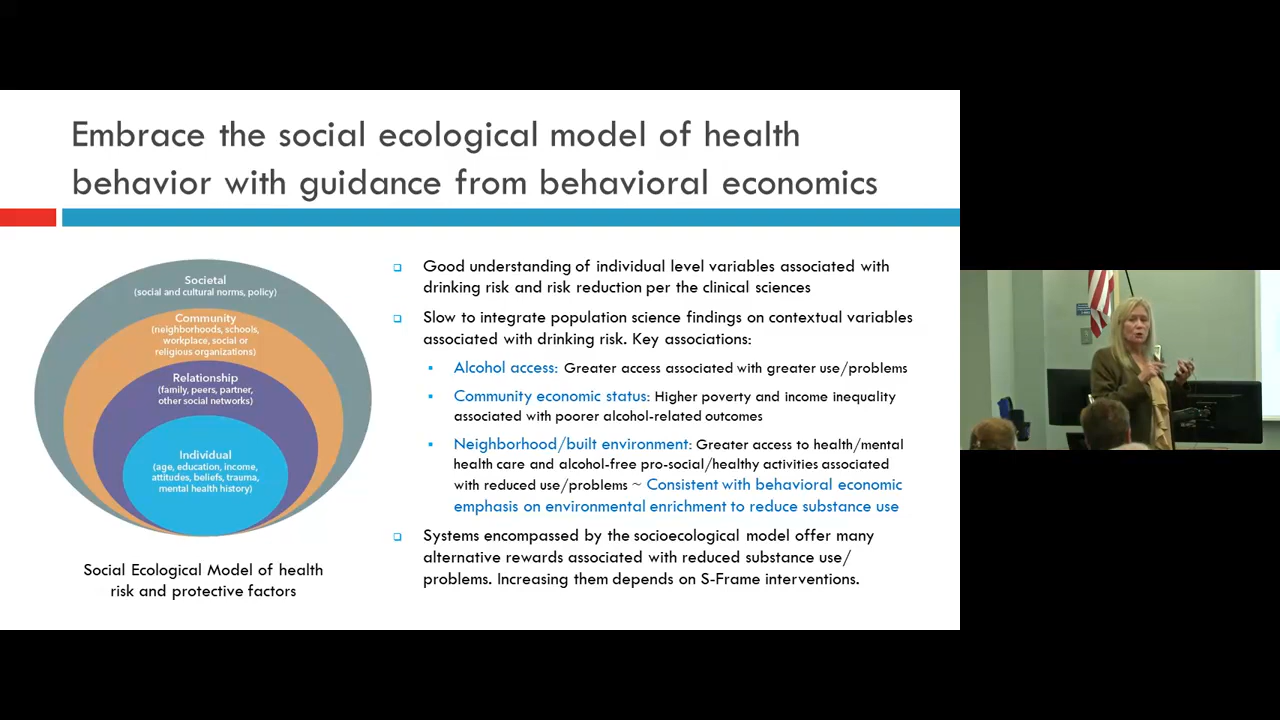 Embrace the social ecological model of health
behavior with guidance from behavioral economics
Societal
(social and cultural norms, policy)
Community
(neighborhoods, schools,
workplace, social or
religious organizations)
Relationship
(family, peers, partner,
other social networks)
Individual
(age, education, income,
attitudes, beliefs, trauma,
mental health history)
Social Ecological Model of health
risk and protective factors
Good understanding of individual level variables associated with
drinking risk and risk reduction per the clinical sciences
Slow to integrate population science findings on contextual variables
associated with drinking risk. Key associations:
Alcohol access: Greater access associated with greater use/problems
Community economic status: Higher poverty and income inequality
associated with poorer alcohol-related outcomes
Neighborhood/built environment: Greater access to health/mental
health care and alcohol-free pro-social/healthy activities associated
with reduced use/problems ~ Consistent with behavioral economic
emphasis on environmental enrichment to reduce substance use
Systems encompassed by the socioecological model offer many
alternative rewards associated with reduced substance use/
problems. Increasing them depends on S-Frame interventions.